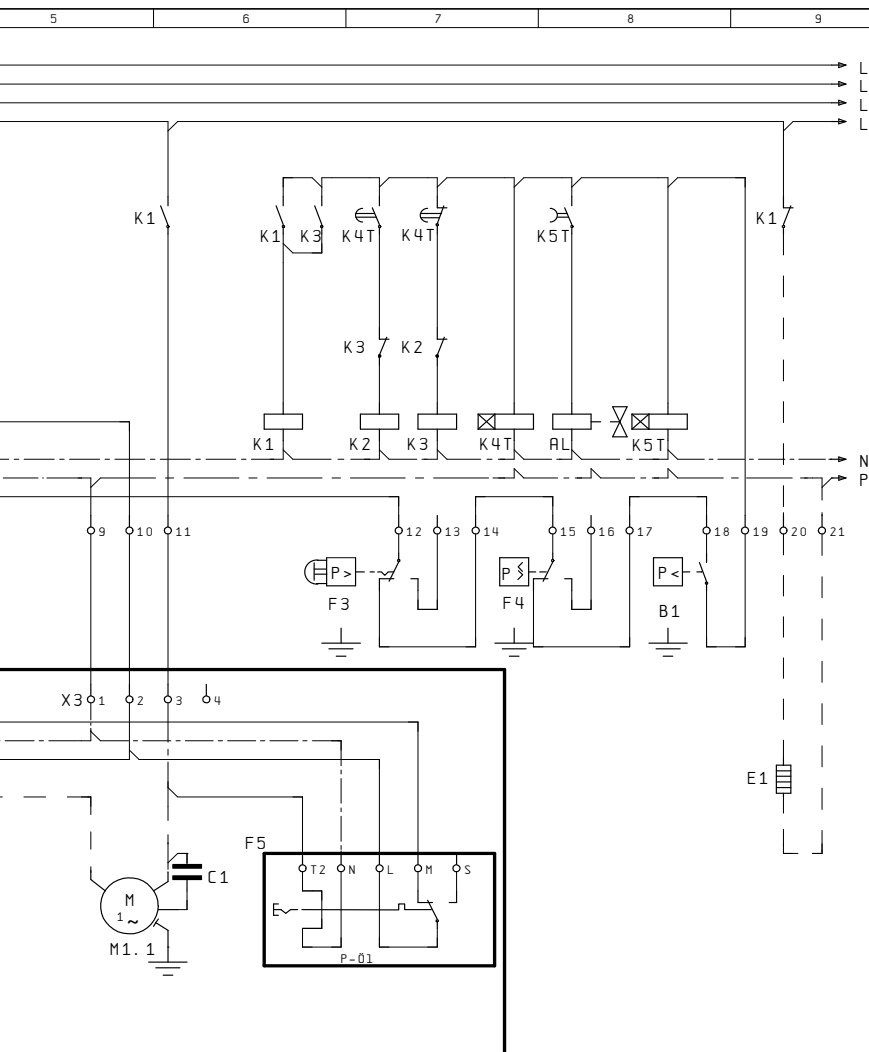 5 6 7 8 9
L
L
L
L
K1 K1 K3 K4T K4T K5T K1
K3 K2
K1 K2 K3 K4T AL K5T
N
P
9 10 11 12 13 14 15 16 17 18 19 20 21
P> P P<
F3 F4 B1
X3 1 2 3 4
E1
F5
T2 N L M S
C1
M
1 ~
M1.1
E
P-Öl